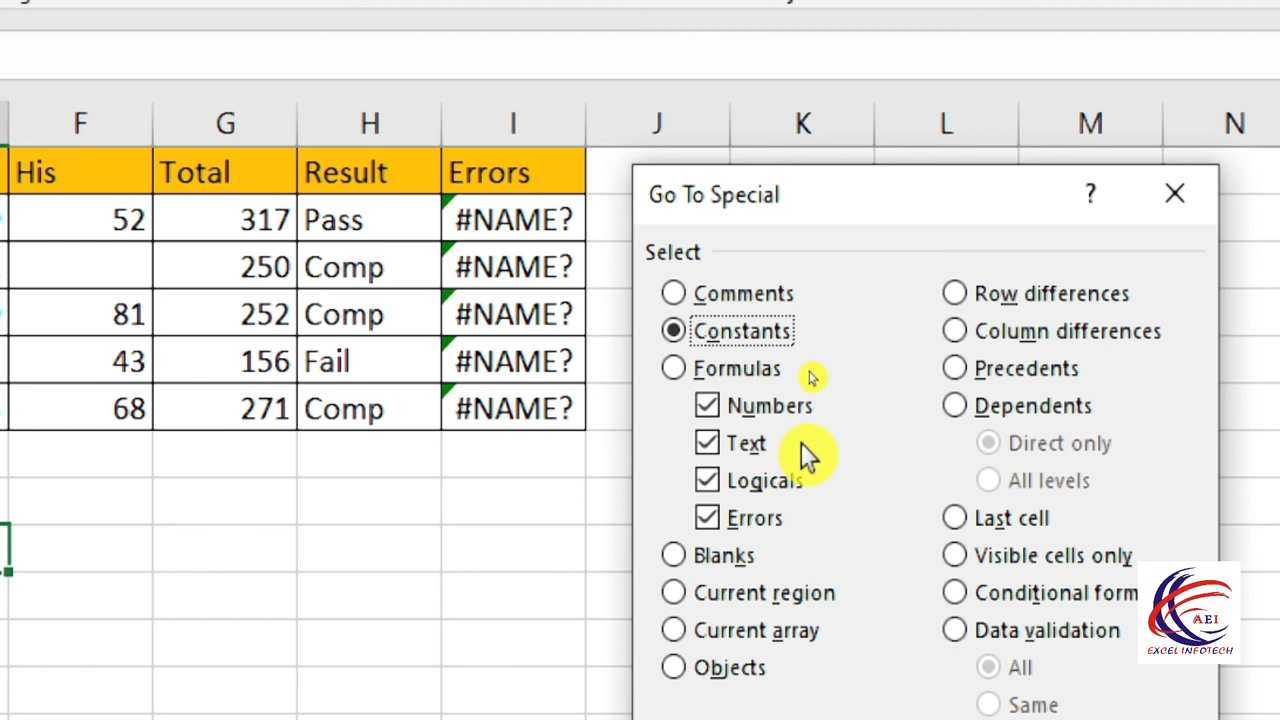 F G H I J K L M N
His Total Result Errors
52 317 Pass #NAME?
250 Comp #NAME?
81 252 Comp #NAME?
43 156 Fail #NAME?
68 271 Comp #NAME?
Go To Special ?
Select
Comments
Constants
Formulas
Numbers
Text
Logicals
Errors
Blanks
Current region
Current array
Objects
Row differences
Column differences
Precedents
Dependents
Direct only
All levels
Last cell
Visible cells only
Conditional form
Data validation
All
Same
AEI
EXCEL INFOTECH